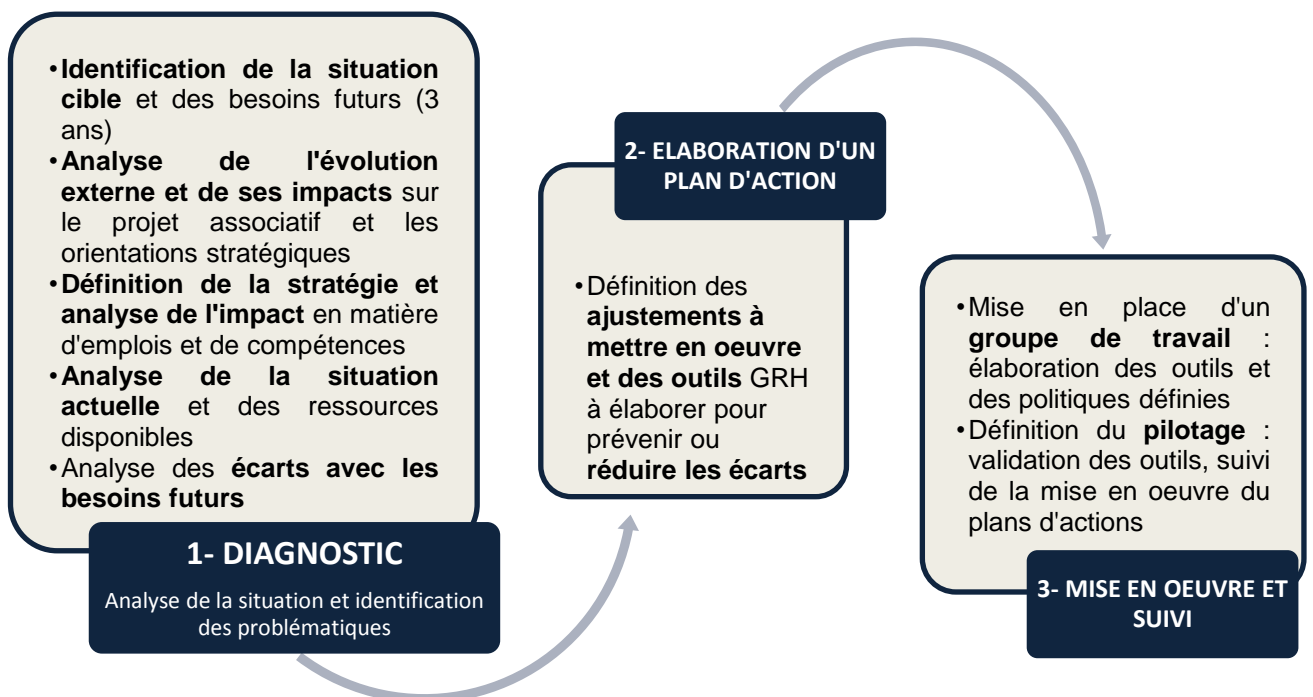 •Identification de la situation
cible et des besoins futurs (3
ans)
•Analyse de l'évolution
externe et de ses impacts sur
le projet associatif et les
orientations stratégiques
•Définition de la stratégie et
analyse de l'impact en matière
d'emplois et de compétences
•Analyse de la situation
actuelle et des ressources
disponibles
•Analyse des écarts avec les
besoins futurs
1- DIAGNOSTIC
Analyse de la situation et identification
des problématiques
2- ELABORATION D'UN
PLAN D'ACTION
•Définition des
ajustements à
mettre en oeuvre
et des outils GRH
à élaborer pour
prévenir ou
réduire les écarts
•Mise en place d'un
groupe de travail :
élaboration des outils et
des politiques définies
•Définition du pilotage :
validation des outils, suivi
de la mise en oeuvre du
plans d'actions
3- MISE EN OEUVRE ET
SUIVI